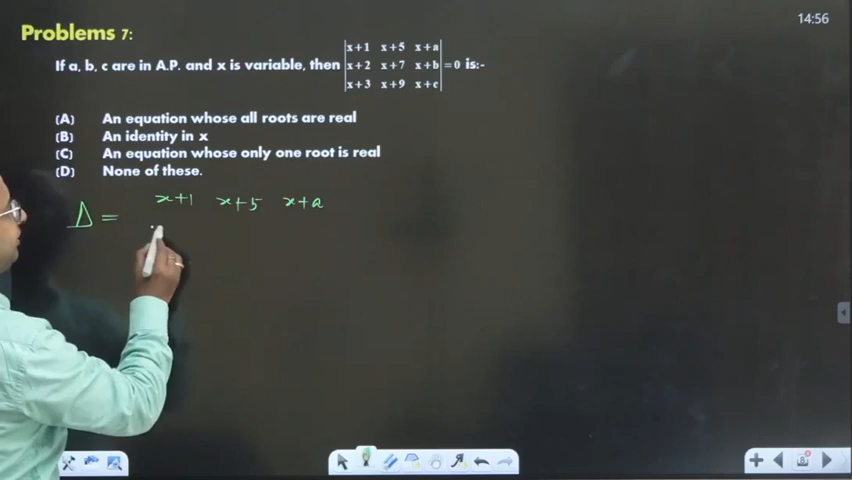 14:56
Problems 7:
If a, b, c are in A.P. and x is variable, then |x+1 x+5 x+a|
|x+2 x+7 x+b| =0 is:-
|x+3 x+9 x+c|
(A) An equation whose all roots are real
(B) An identity in x
(C) An equation whose only one root is real
(D) None of these.
Δ = x+1 x+5 x+a
8